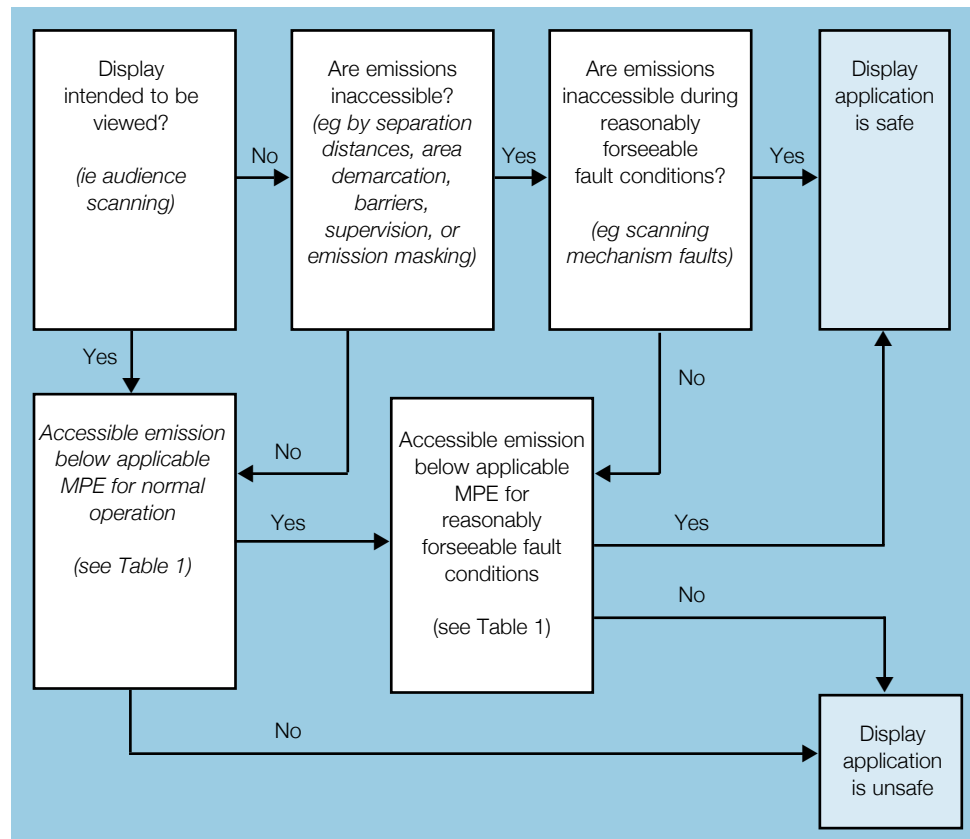 Display
intended to be
viewed?
(ie audience
scanning)
No
Are emissions
inaccessible?
(eg by separation
distances, area
demarcation,
barriers,
supervision, or
emission masking)
Yes
Are emissions
inaccessible during
reasonably
forseeable
fault conditions?
(eg scanning
mechanism faults)
Yes
Display
application
is safe
Yes
No
No
Accessible emission
below applicable
MPE for normal
operation
(see Table 1)
Yes
Accessible emission
below applicable
MPE for
reasonably
forseeable fault
conditions
(see Table 1)
Yes
No
No
Display
application
is unsafe